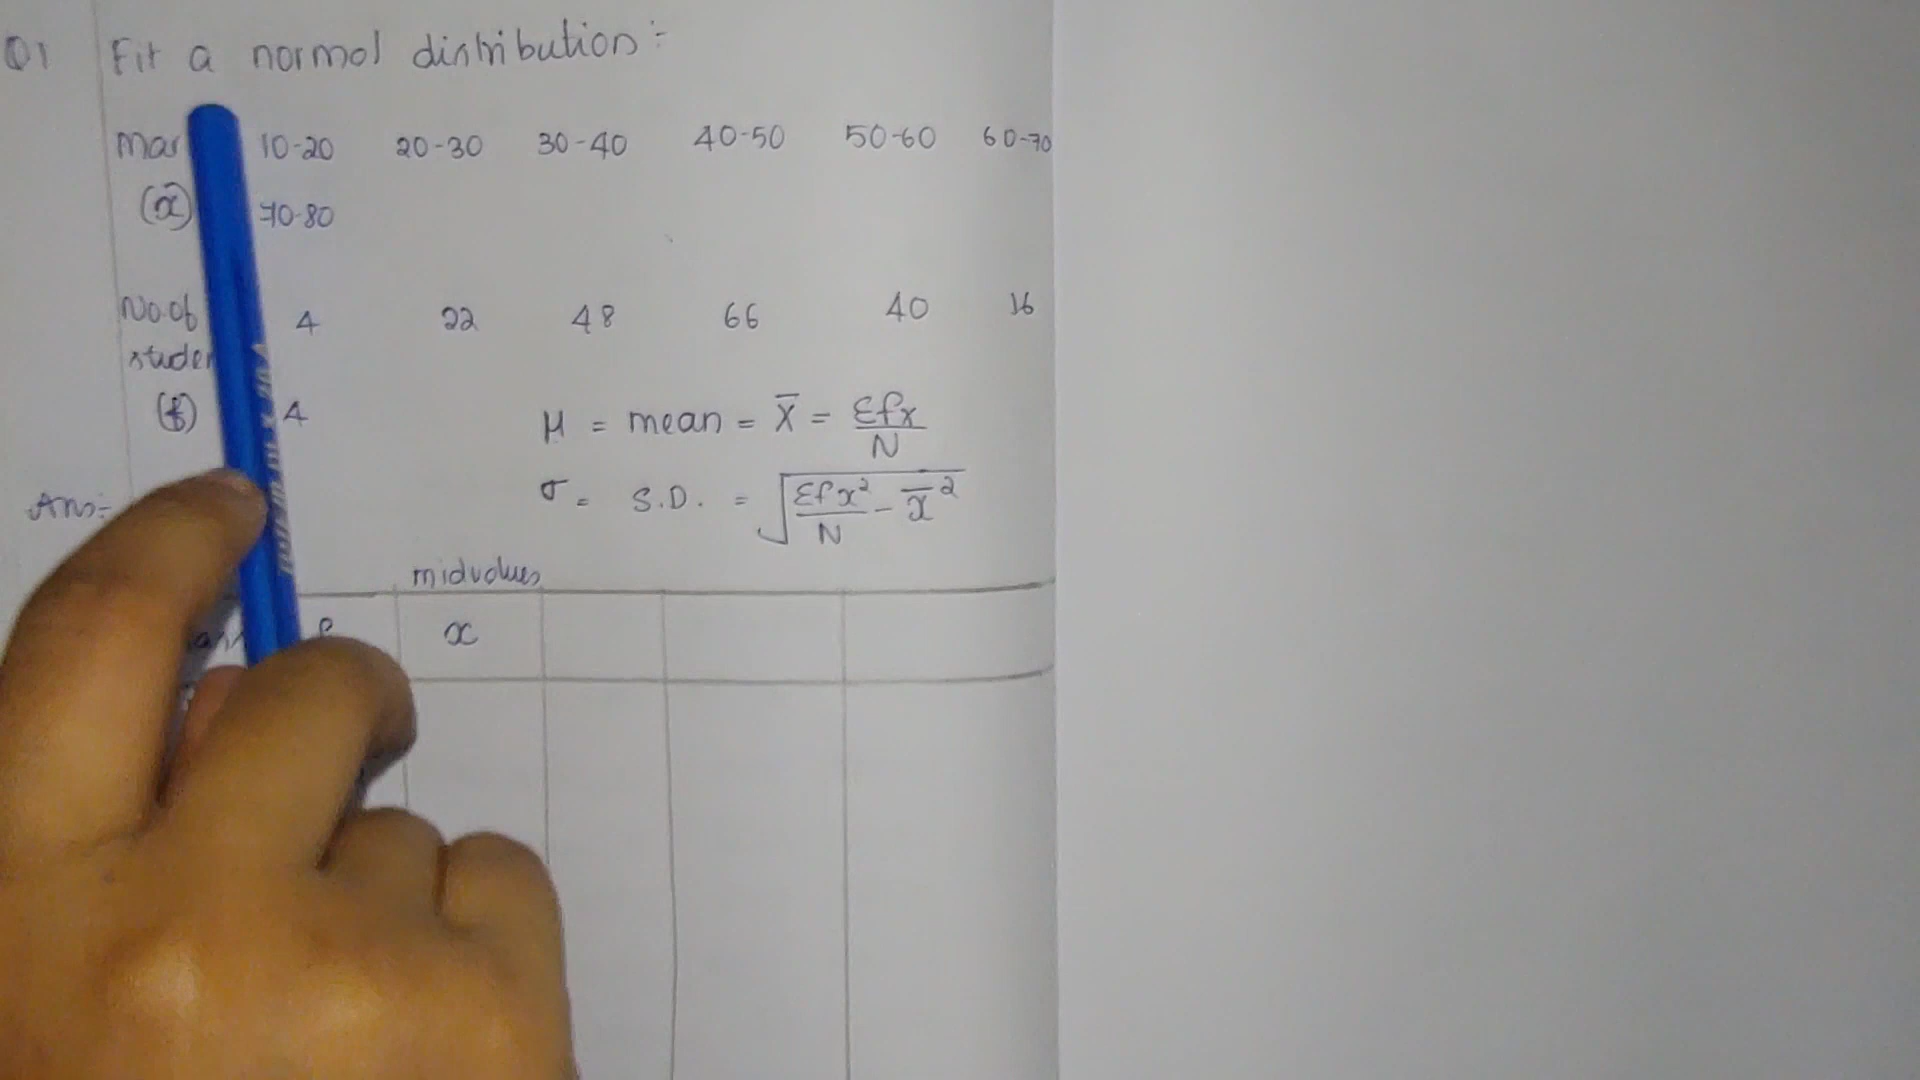 Q1 Fit a normal distribution:-
Mar 10-20 20-30 30-40 40-50 50-60 60-70
(x) 70-80
No.of 4 22 48 66 40 16
studen
(f) 4
μ = mean = X̄ = Σfx/N
Ans:-
σ = S.D. = √(Σfx²/N - x̄²)
midvalues
f x